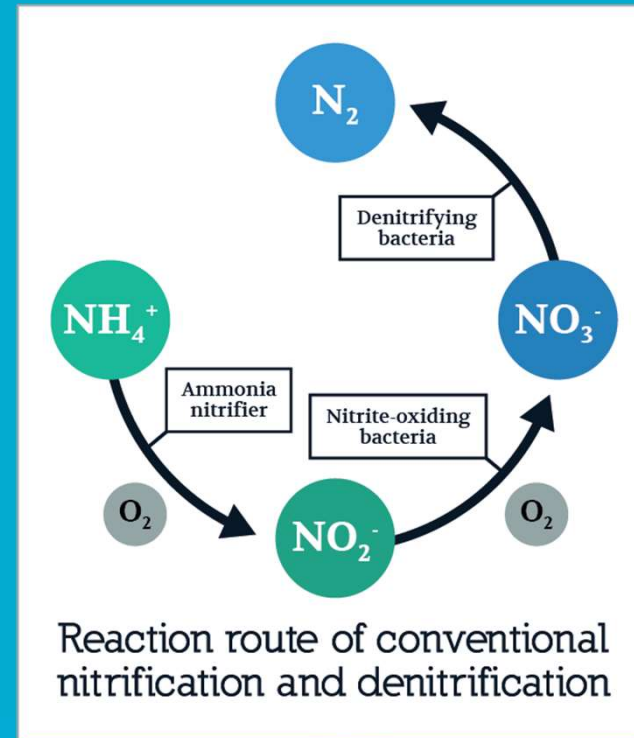 N₂
Denitrifying
bacteria
NH₄⁺
NO₃⁻
Ammonia
nitrifier
Nitrite-oxiding
bacteria
O₂
O₂
NO₂⁻
Reaction route of conventional
nitrification and denitrification